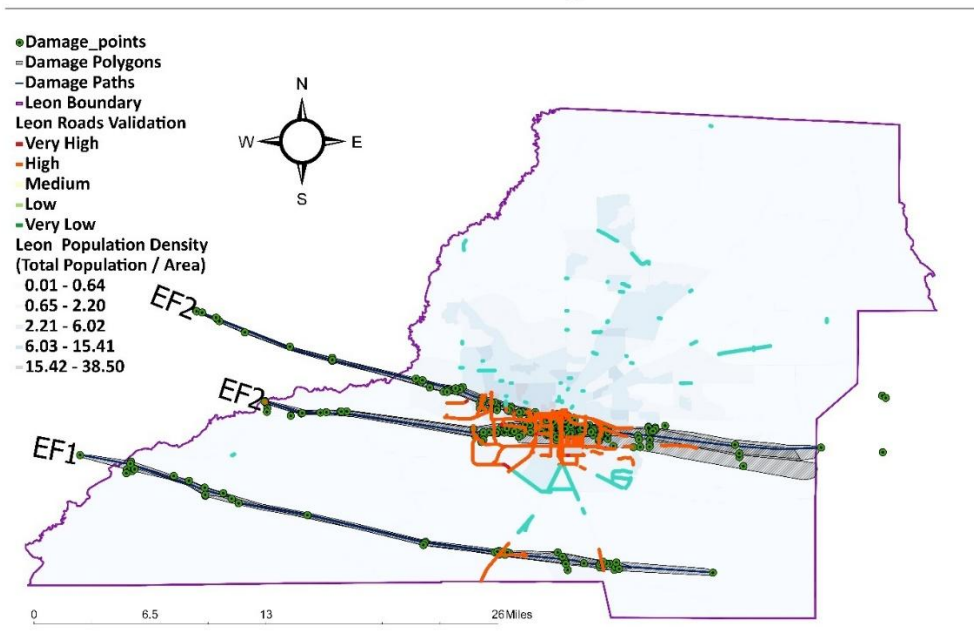 Damage_points
Damage Polygons
Damage Paths
Leon Boundary
Leon Roads Validation
Very High
High
Medium
Low
Very Low
Leon Population Density
(Total Population / Area)
0.01 - 0.64
0.65 - 2.20
2.21 - 6.02
6.03 - 15.41
15.42 - 38.50
N
W E
S
EF2
EF2
EF1
0 6.5 13 26 Miles